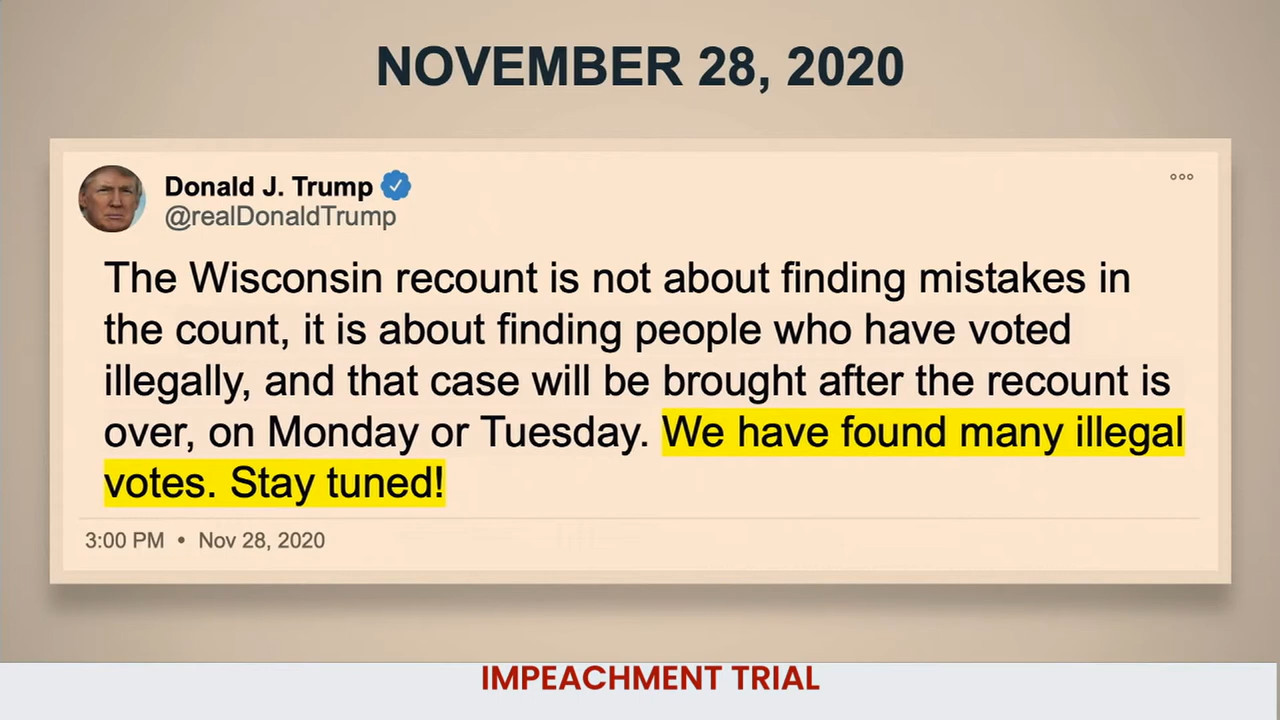 NOVEMBER 28, 2020
Donald J. Trump
@realDonaldTrump
The Wisconsin recount is not about finding mistakes in
the count, it is about finding people who have voted
illegally, and that case will be brought after the recount is
over, on Monday or Tuesday. We have found many illegal
votes. Stay tuned!
3:00 PM • Nov 28, 2020
IMPEACHMENT TRIAL